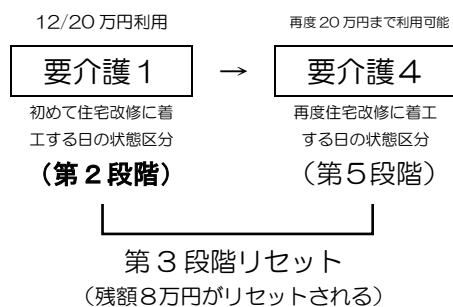 12/20万円利用
要介護1
初めて住宅改修に着
工する日の状態区分
（第2段階）
→
再度20万円まで利用可能
要介護4
再度住宅改修に着工
する日の状態区分
（第5段階）
第3段階リセット
（残額8万円がリセットされる）